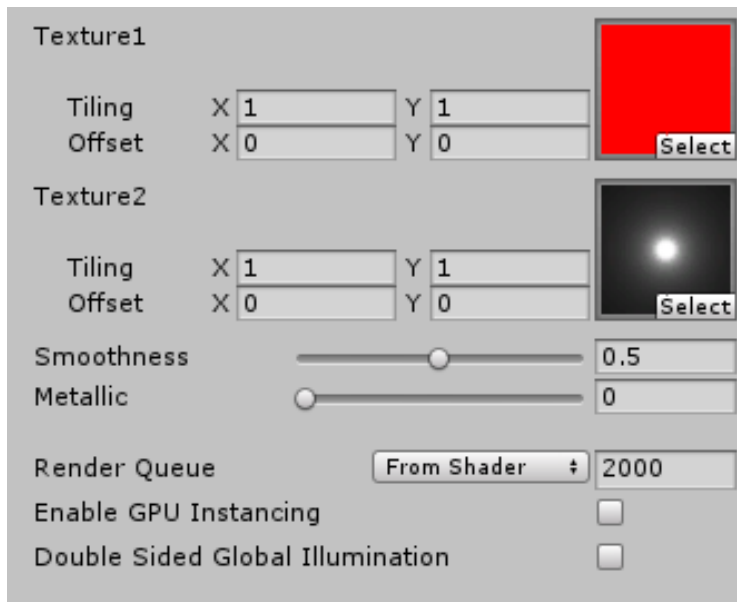 Texture1
Tiling X 1 Y 1
Offset X 0 Y 0
Select
Texture2
Tiling X 1 Y 1
Offset X 0 Y 0
Select
Smoothness 0.5
Metallic 0
Render Queue From Shader 2000
Enable GPU Instancing
Double Sided Global Illumination